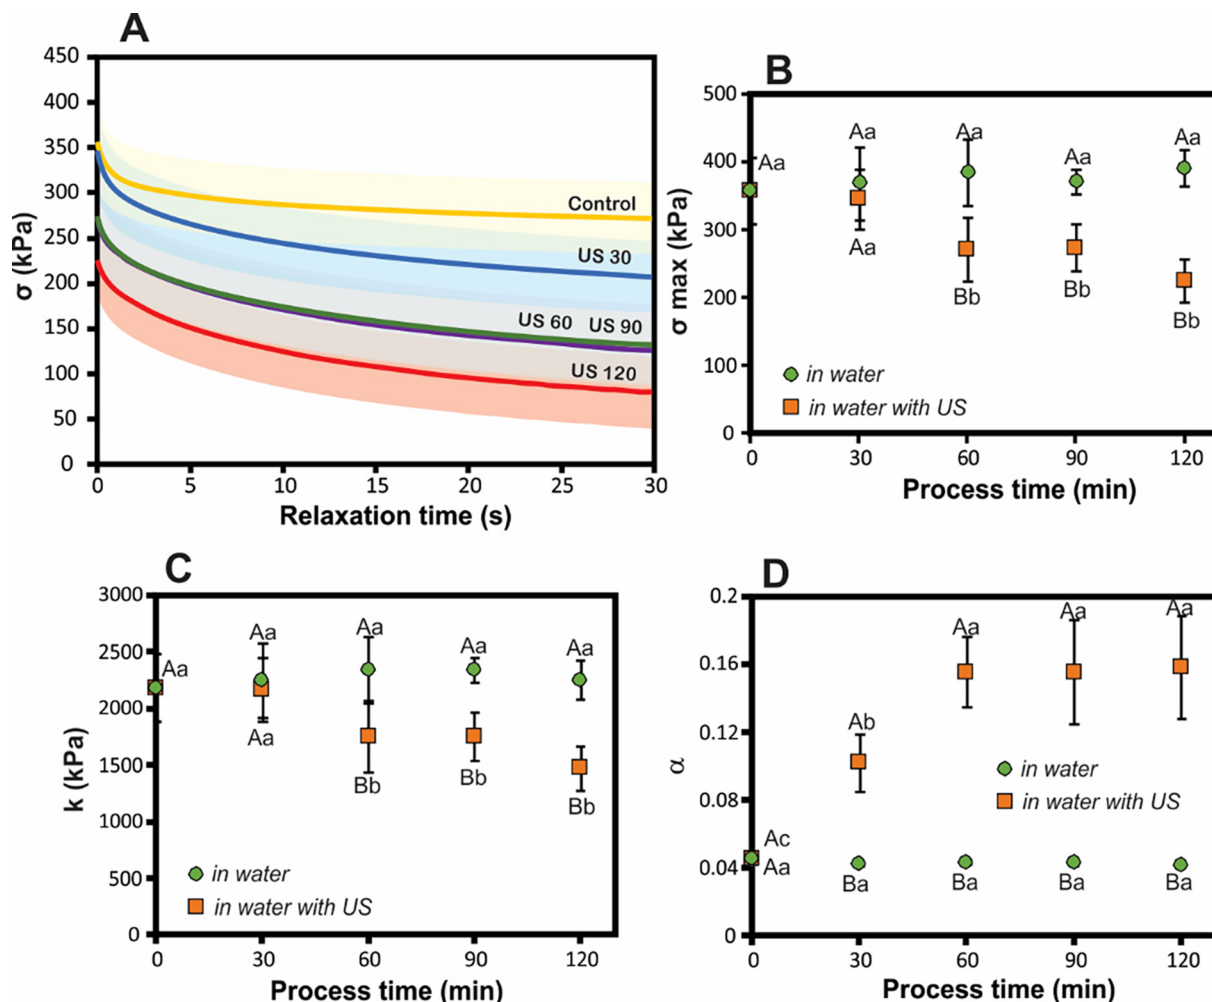 A
450
400
350
300
250
200
150
100
50
0
σ (kPa)
Control
US 30
US 60 US 90
US 120
0 5 10 15 20 25 30
Relaxation time (s)
B
500
400
300
200
100
0
σ max (kPa)
Aa
Aa
Aa
Aa
Aa
Aa
Bb
Bb
Bb
in water
in water with US
0 30 60 90 120
Process time (min)
C
3000
2500
2000
1500
1000
500
0
k (kPa)
Aa
Aa
Aa
Aa
Aa
Aa
Bb
Bb
Bb
in water
in water with US
0 30 60 90 120
Process time (min)
D
0.2
0.16
0.12
0.08
0.04
0
α
Aa
Aa
Aa
Ab
in water
in water with US
Ac
Aa
Ba
Ba
Ba
Ba
0 30 60 90 120
Process time (min)